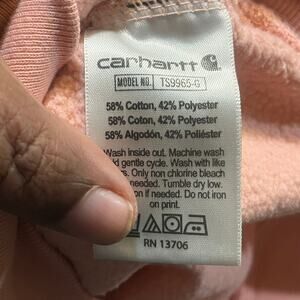 carhartt
MODEL NO. TS9965-G
58% Cotton, 42% Polyester
58% Coton, 42% Polyester
58% Algodón, 42% Poliéster
Wash inside out. Machine wash
gentle cycle. Wash with like
Only non chlorine bleach
needed. Tumble dry low.
on if needed. Do not iron
on print.
RN 13706